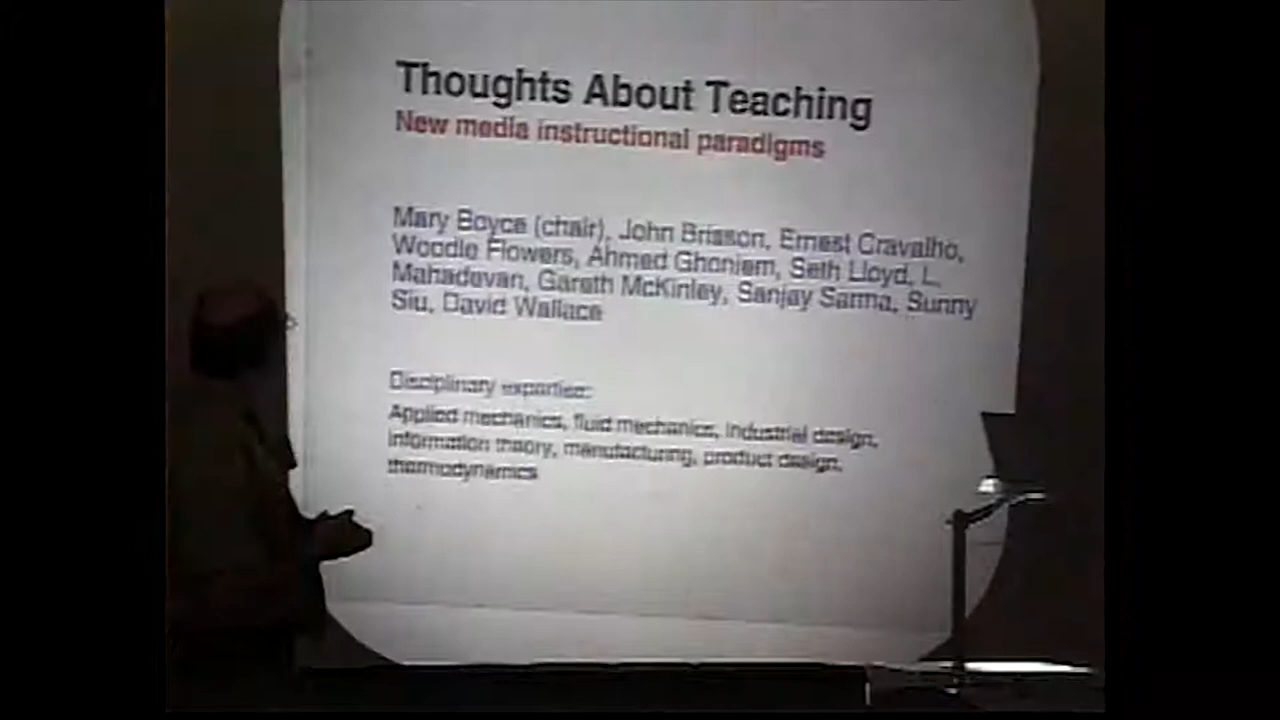 Thoughts About Teaching
New media instructional paradigms
Mary Boyce (chair), John Brisson, Ernest Cravalho,
Woodie Flowers, Ahmed Ghoniem, Seth Lloyd, L.
Mahadevan, Gareth McKinley, Sanjay Sarma, Sunny
Siu, David Wallace
Disciplinary expertise:
Applied mechanics, fluid mechanics, industrial design,
information theory, manufacturing, product design,
thermodynamics